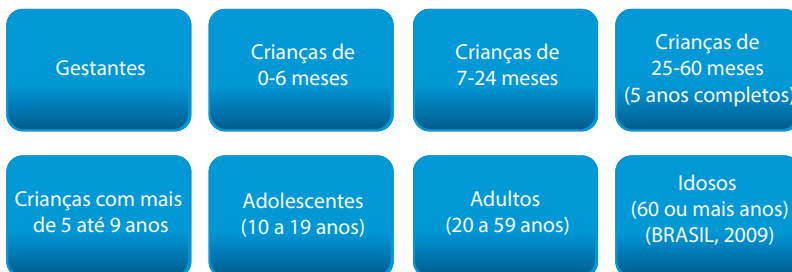 Gestantes
Crianças de
0-6 meses
Crianças de
7-24 meses
Crianças de
25-60 meses
(5 anos completos)
Crianças com mais
de 5 até 9 anos
Adolescentes
(10 a 19 anos)
Adultos
(20 a 59 anos)
Idosos
(60 ou mais anos)
(BRASIL, 2009)